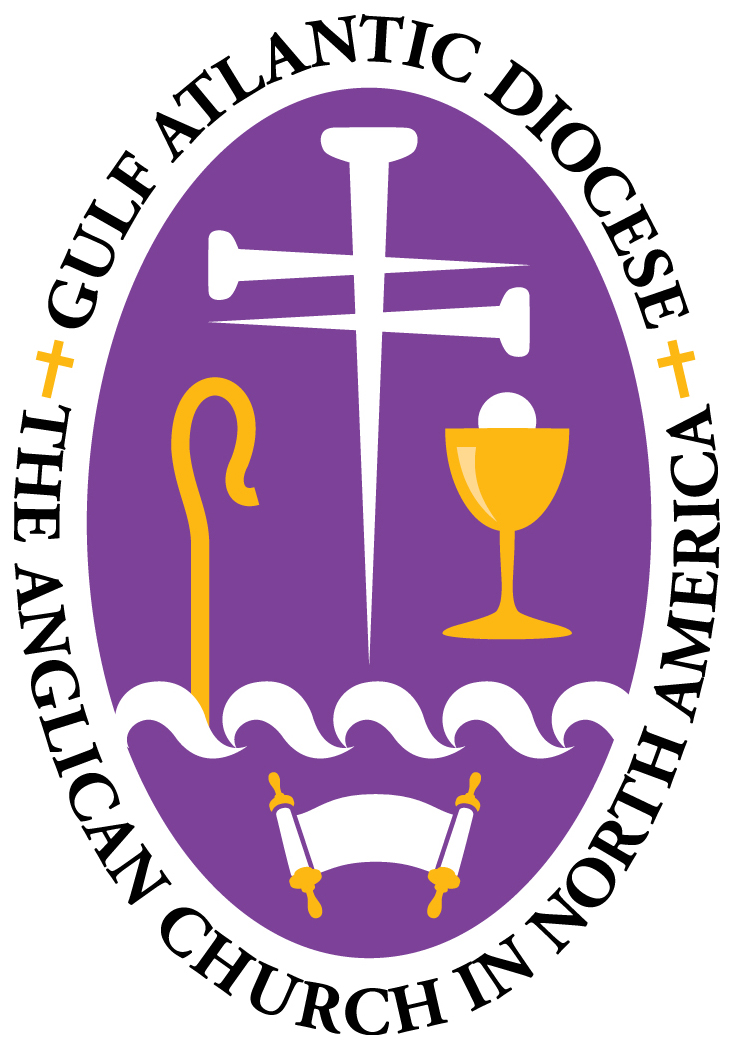 GULF ATLANTIC DIOCESE
THE ANGLICAN CHURCH IN NORTH AMERICA